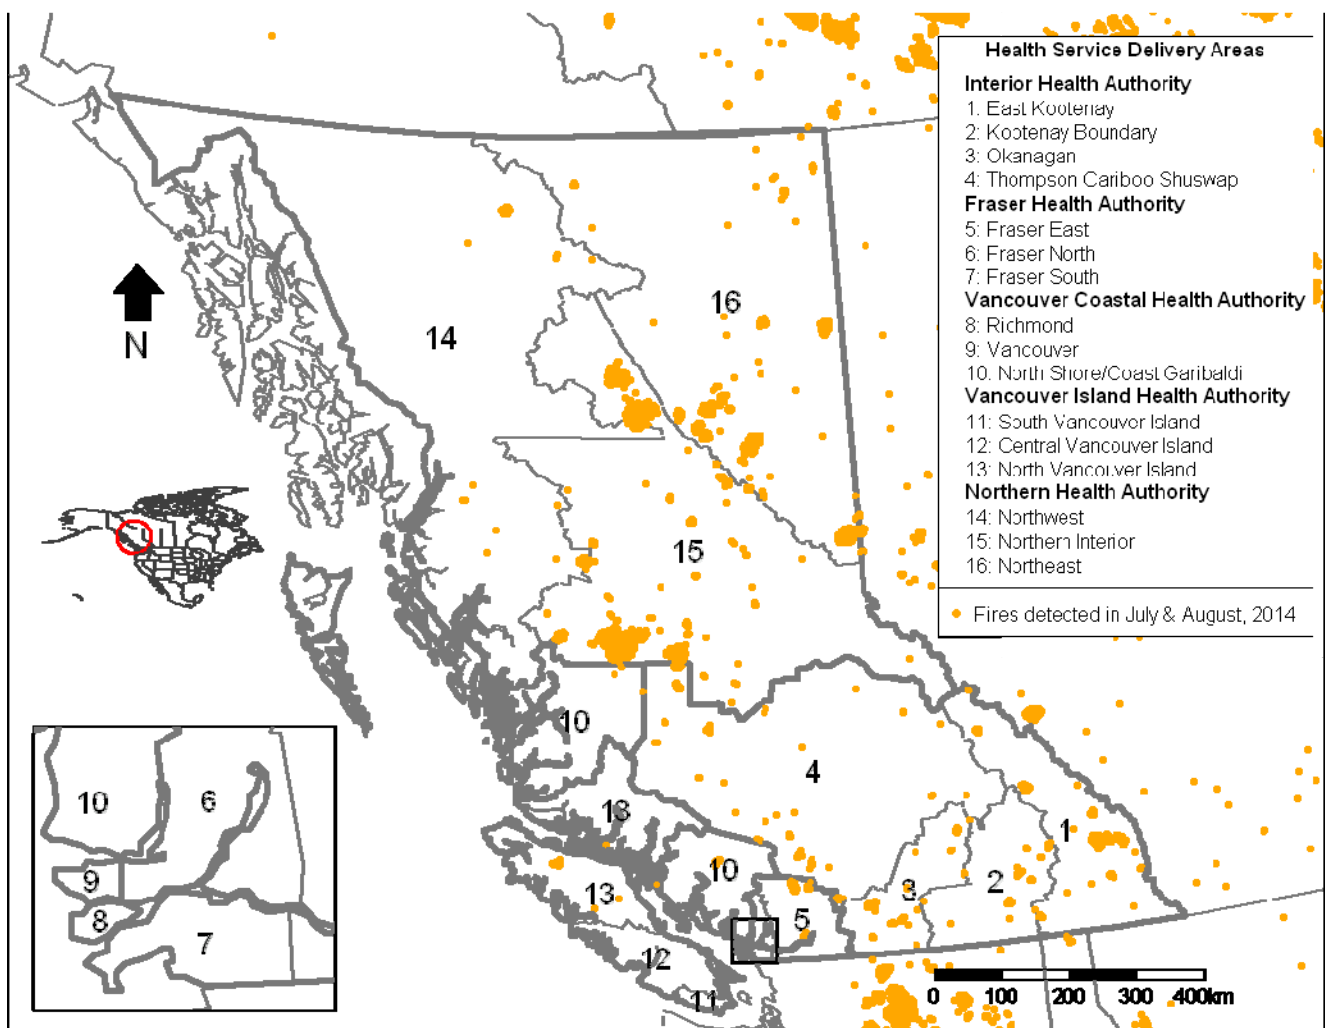 Health Service Delivery Areas
Interior Health Authority
1. East Kootenay
2: Kootenay Boundary
3: Okanagan
4: Thompson Cariboo Shuswap
Fraser Health Authority
5: Fraser East
6: Fraser North
7: Fraser South
Vancouver Coastal Health Authority
8: Richmond
9: Vancouver
10. North Shore/Coast Garibaldi
Vancouver Island Health Authority
11: South Vancouver Island
12: Central Vancouver Island
13: North Vancouver Island
Northern Health Authority
14: Northwest
15: Northern Interior
16: Northeast
Fires detected in July & August, 2014
16
14
N
15
10
4
13
1
10
3
2
13
5
12
11
10
6
9
8
7
0 100 200 300 400km